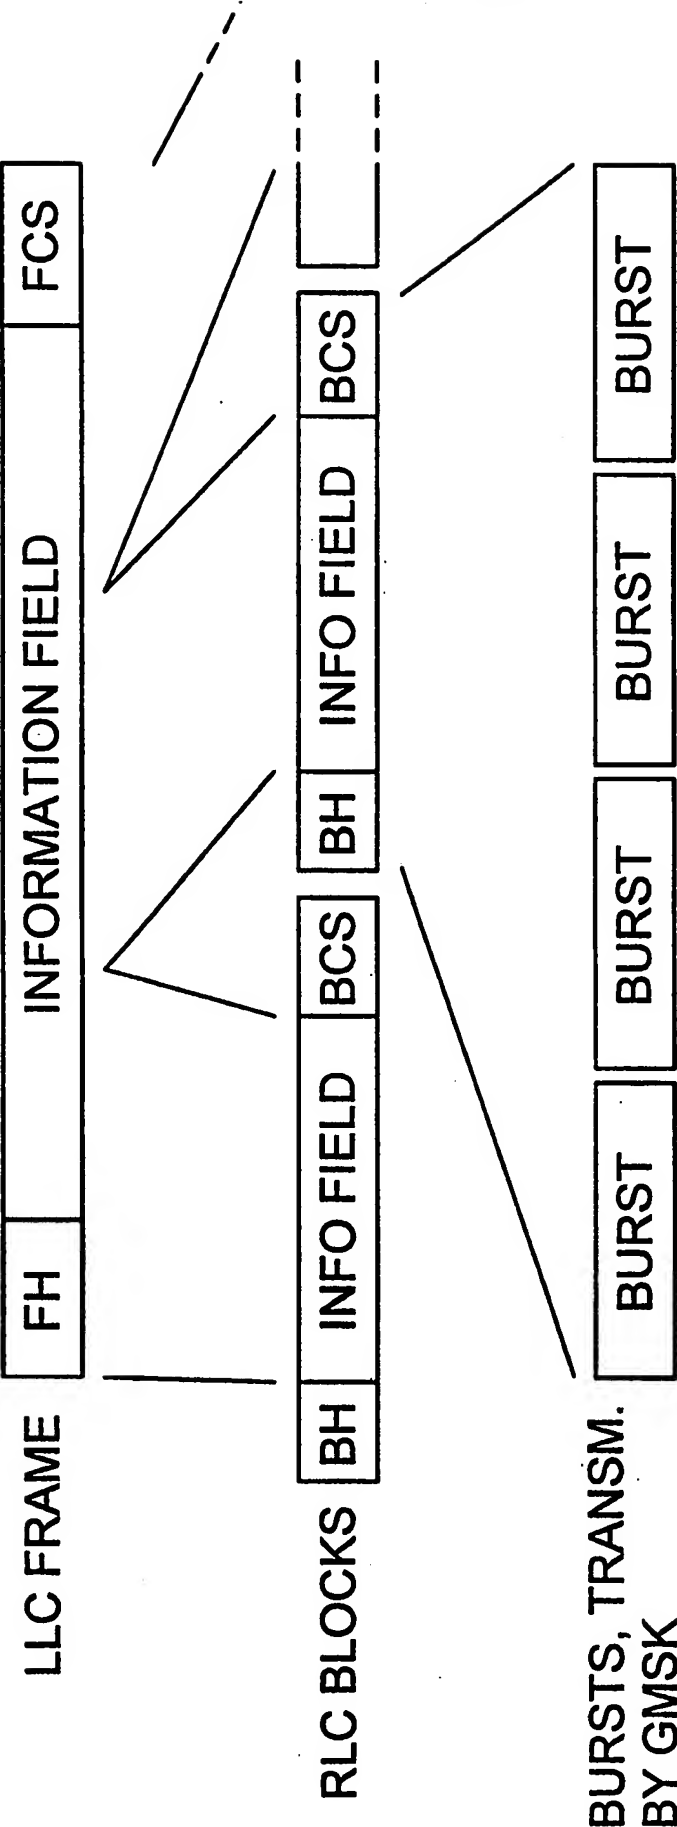 LLC FRAME
FH
INFORMATION FIELD
FCS
RLC BLOCKS
BH
INFO FIELD
BCS
BH
INFO FIELD
BCS
BURSTS, TRANSM.
BY GMSK
BURST
BURST
BURST
BURST